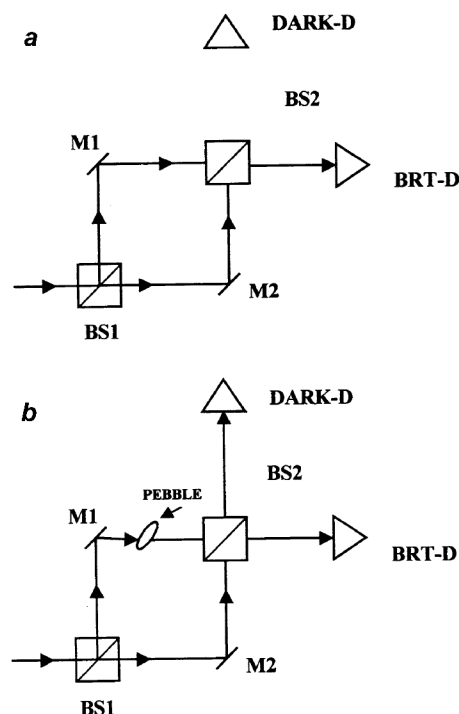 a
DARK-D
BS2
M1
BRT-D
M2
BS1
b
DARK-D
BS2
PEBBLE
M1
BRT-D
M2
BS1